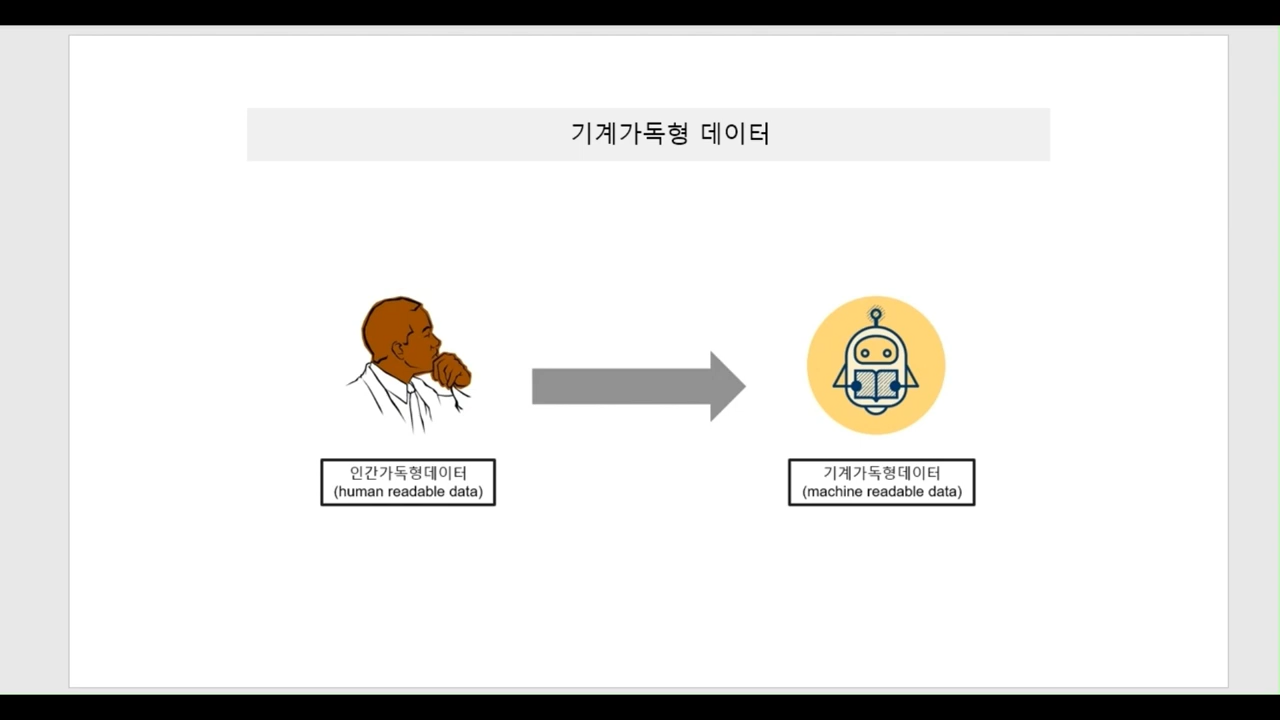 기계가독형 데이터
인간가독형데이터
(human readable data)
기계가독형데이터
(machine readable data)